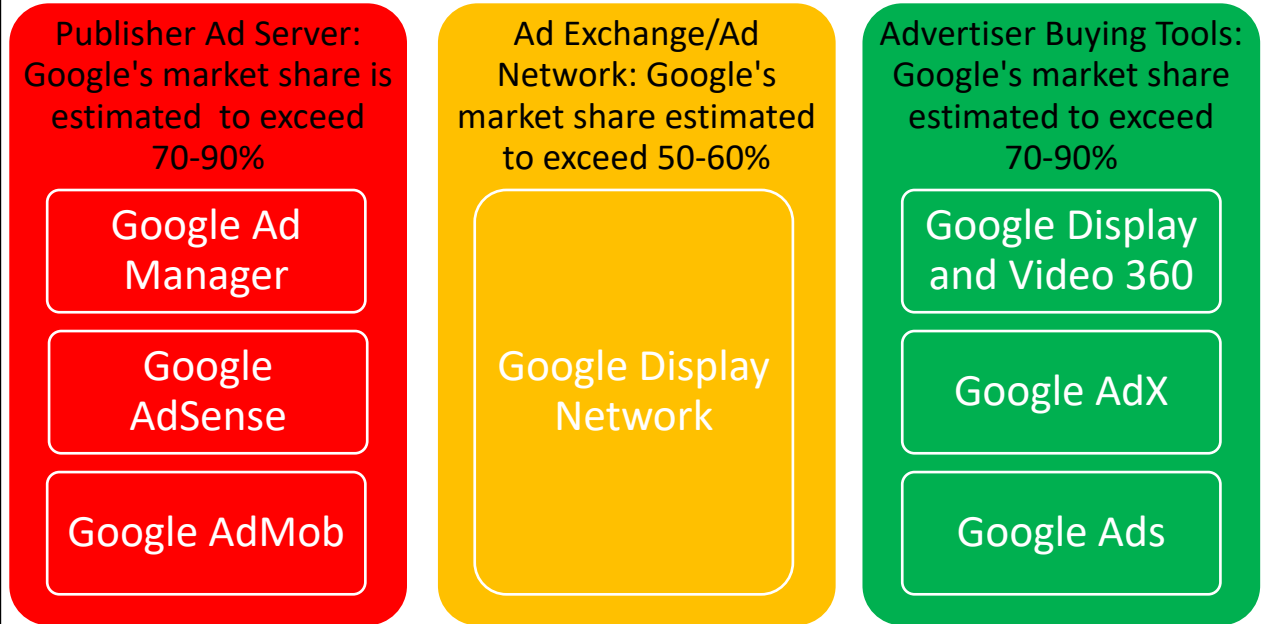 Publisher Ad Server:
Google's market share is
estimated to exceed
70-90%
Google Ad
Manager
Google
AdSense
Google AdMob
Ad Exchange/Ad
Network: Google's
market share estimated
to exceed 50-60%
Google Display
Network
Advertiser Buying Tools:
Google's market share
estimated to exceed
70-90%
Google Display
and Video 360
Google AdX
Google Ads